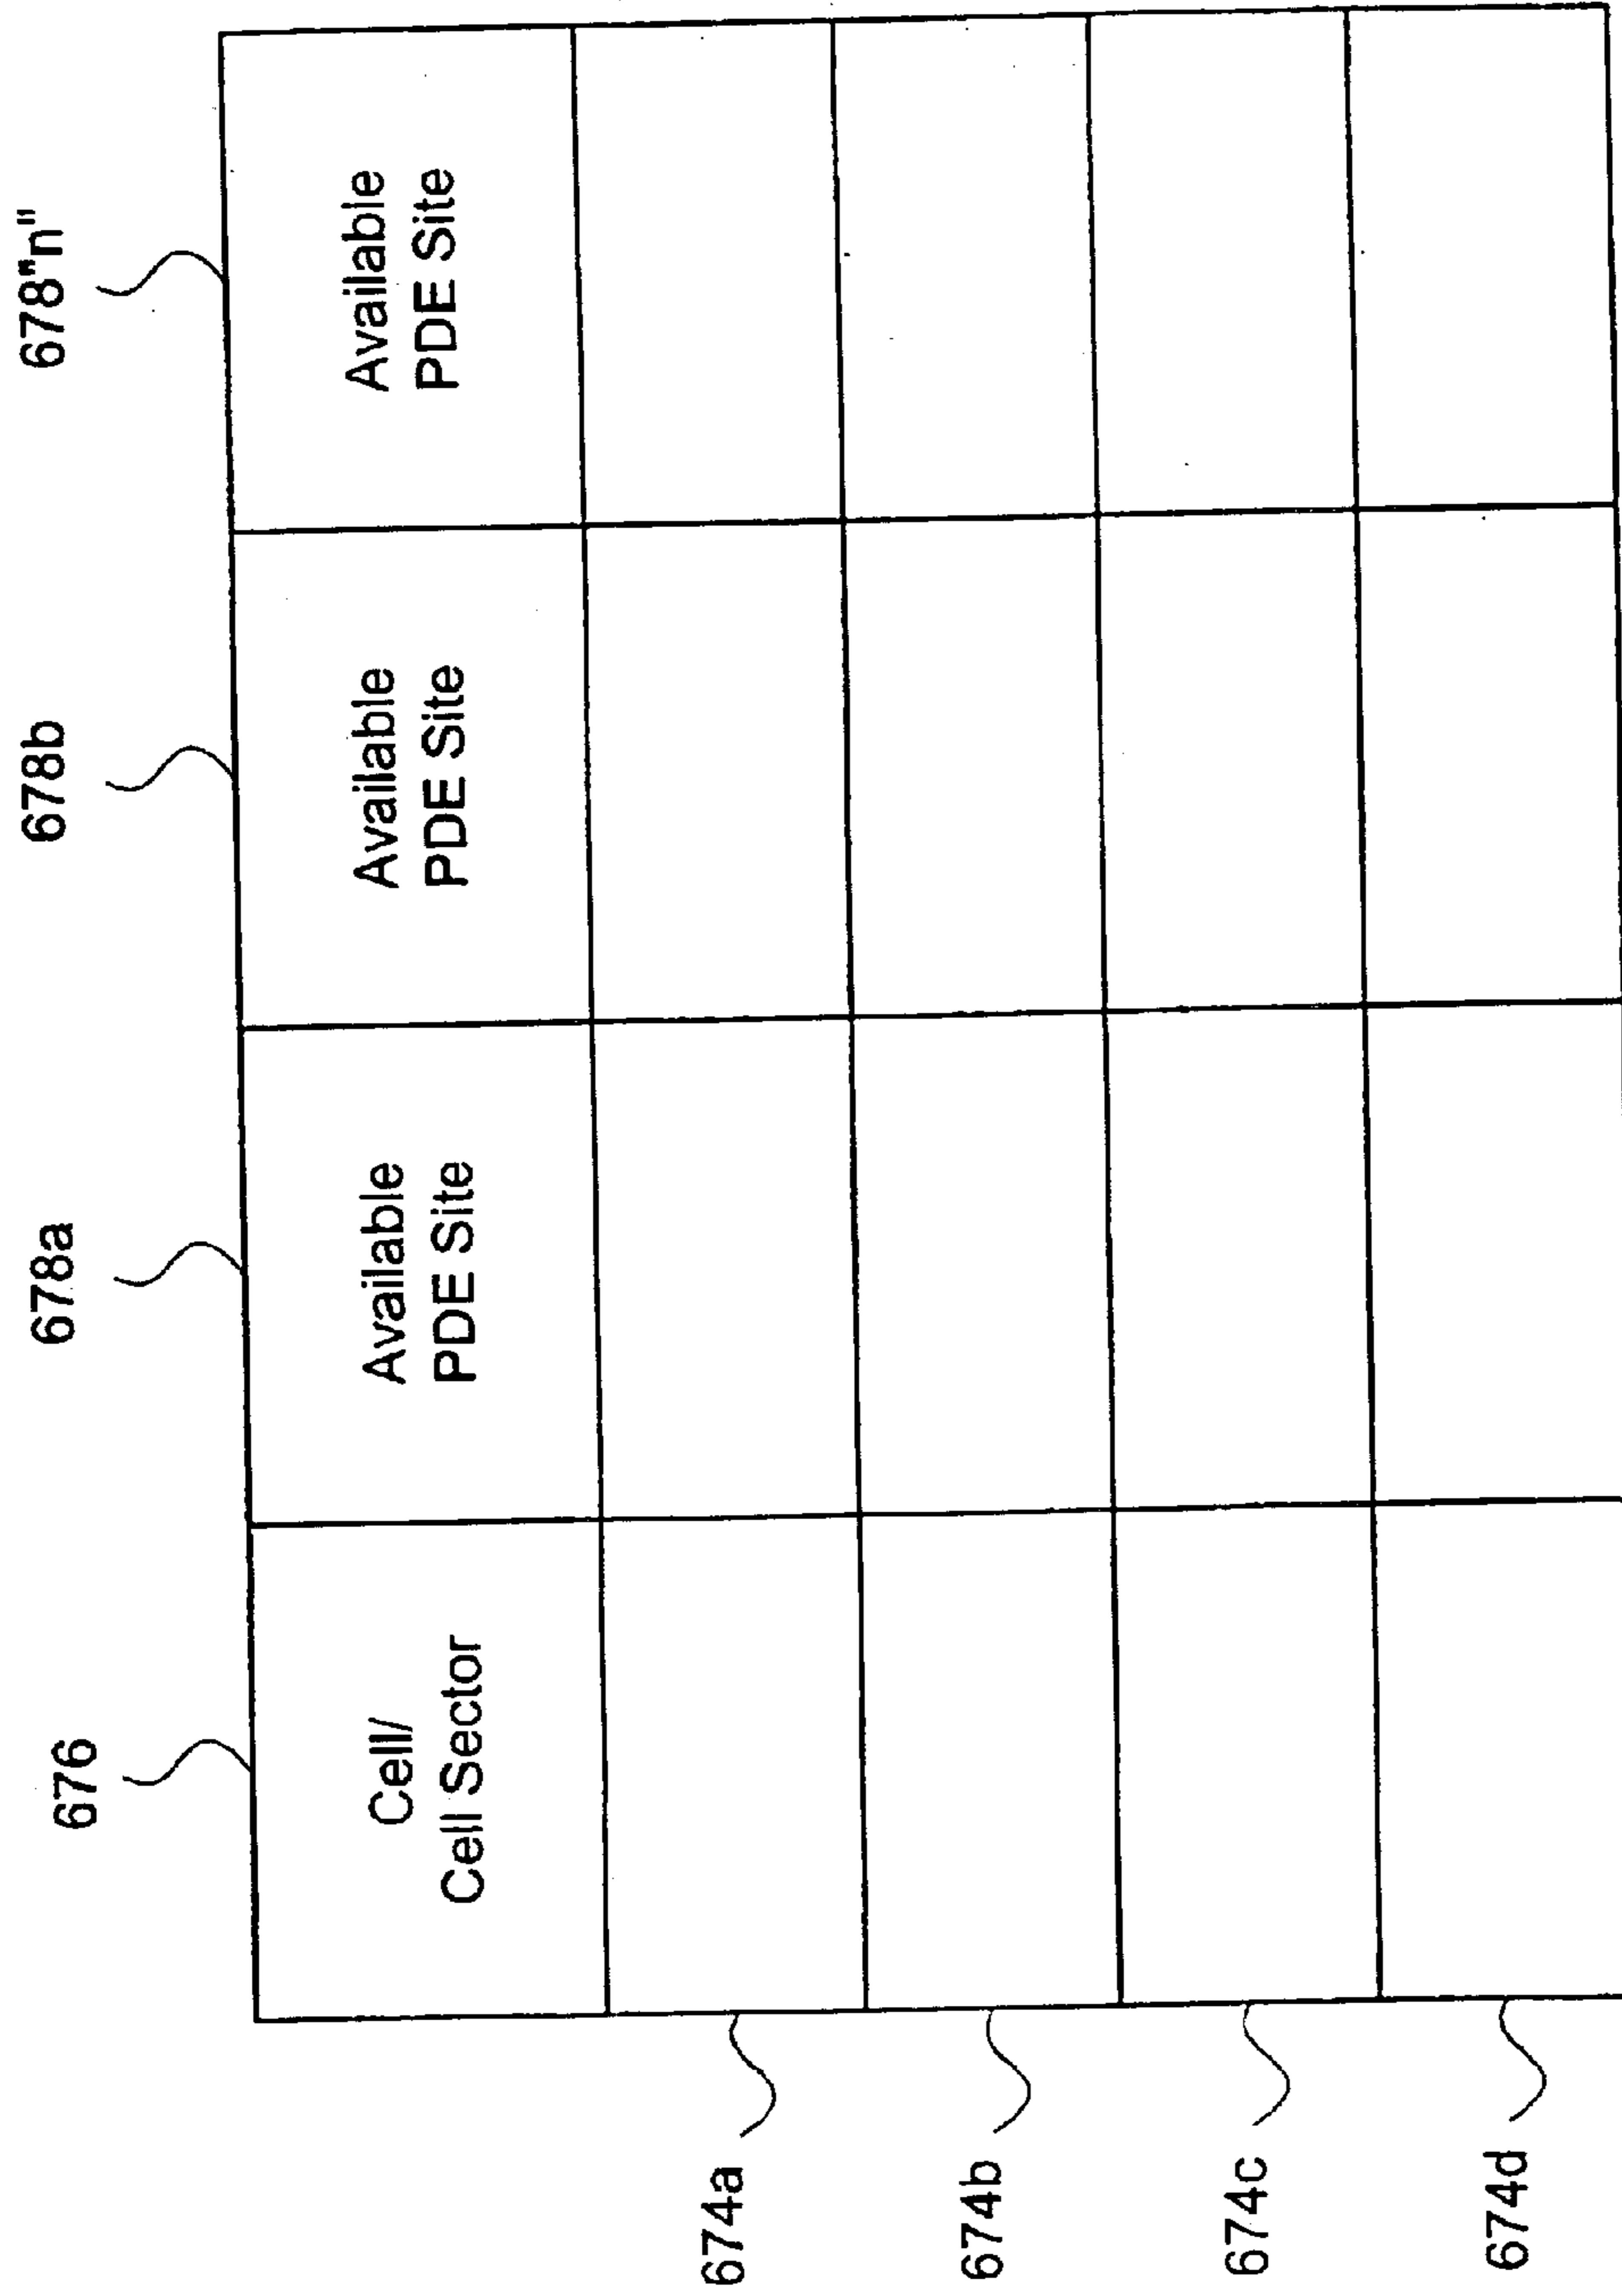 676
678a
678b
678"n"
Cell/
Cell Sector
Available
PDE Site
Available
PDE Site
Available
PDE Site
674a
674b
674c
674d